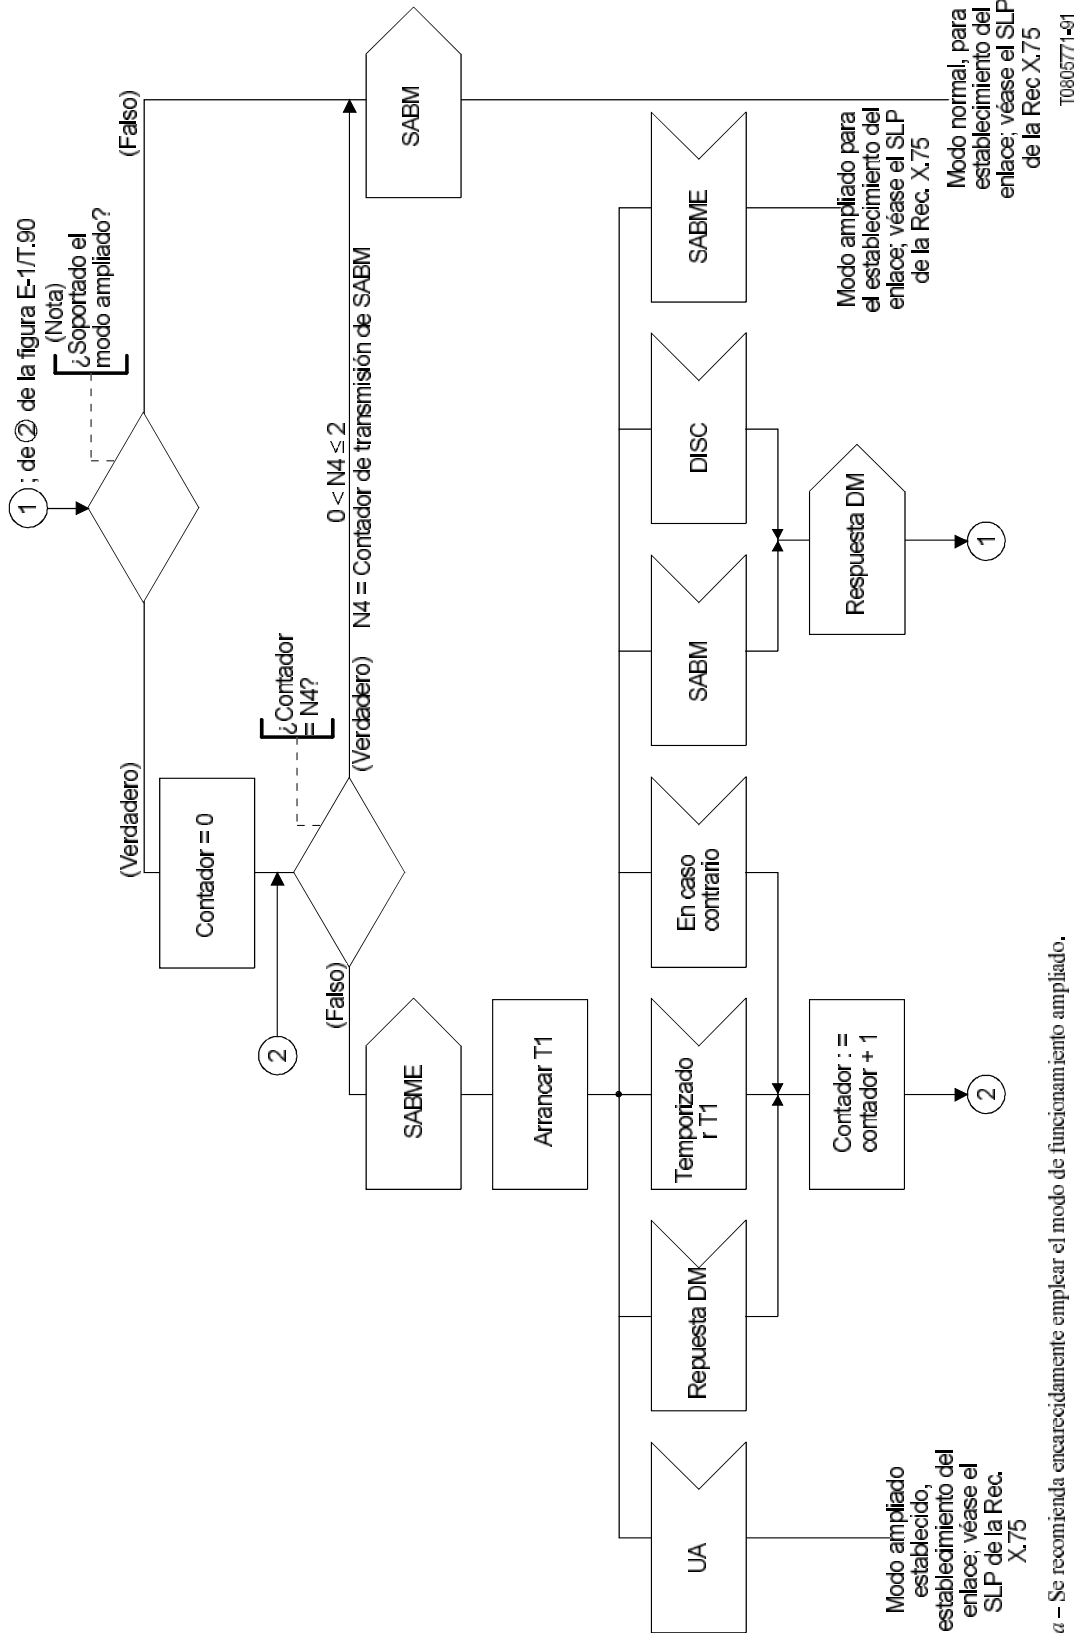 1
; de 2 de la figura E-1/T.90
(Nota)
¿Soportado el
modo ampliado?
(Verdadero)
(Falso)
Contador = 0
2
¿Contador
= N4?
(Falso)
(Verdadero)
0 < N4 ≤ 2
N4 = Contador de transmisión de SABM
SABME
SABM
Arrancar T1
UA
Repuesta DM
Temporizado
r T1
En caso
contrario
SABM
DISC
SABME
Contador : =
contador + 1
Respuesta DM
2
1
Modo ampliado
establecido,
establecimiento del
enlace; véase el
SLP de la Rec.
X.75
Modo ampliado para
el establecimiento del
enlace; véase el SLP
de la Rec. X.75
Modo normal, para
establecimiento del
enlace; véase el SLP
de la Rec X.75
T0805771-91
a – Se recomienda encarecidamente emplear el modo de funcionamiento ampliado.